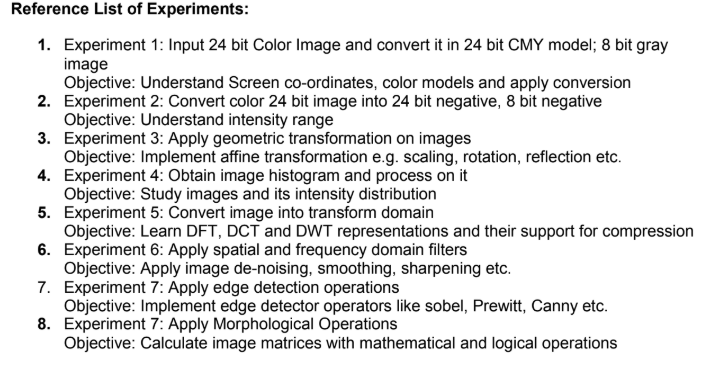 Reference List of Experiments:
1. Experiment 1: Input 24 bit Color Image and convert it in 24 bit CMY model; 8 bit gray
image
Objective: Understand Screen co-ordinates, color models and apply conversion
2. Experiment 2: Convert color 24 bit image into 24 bit negative, 8 bit negative
Objective: Understand intensity range
3. Experiment 3: Apply geometric transformation on images
Objective: Implement affine transformation e.g. scaling, rotation, reflection etc.
4. Experiment 4: Obtain image histogram and process on it
Objective: Study images and its intensity distribution
5. Experiment 5: Convert image into transform domain
Objective: Learn DFT, DCT and DWT representations and their support for compression
6. Experiment 6: Apply spatial and frequency domain filters
Objective: Apply image de-noising, smoothing, sharpening etc.
7. Experiment 7: Apply edge detection operations
Objective: Implement edge detector operators like sobel, Prewitt, Canny etc.
8. Experiment 7: Apply Morphological Operations
Objective: Calculate image matrices with mathematical and logical operations